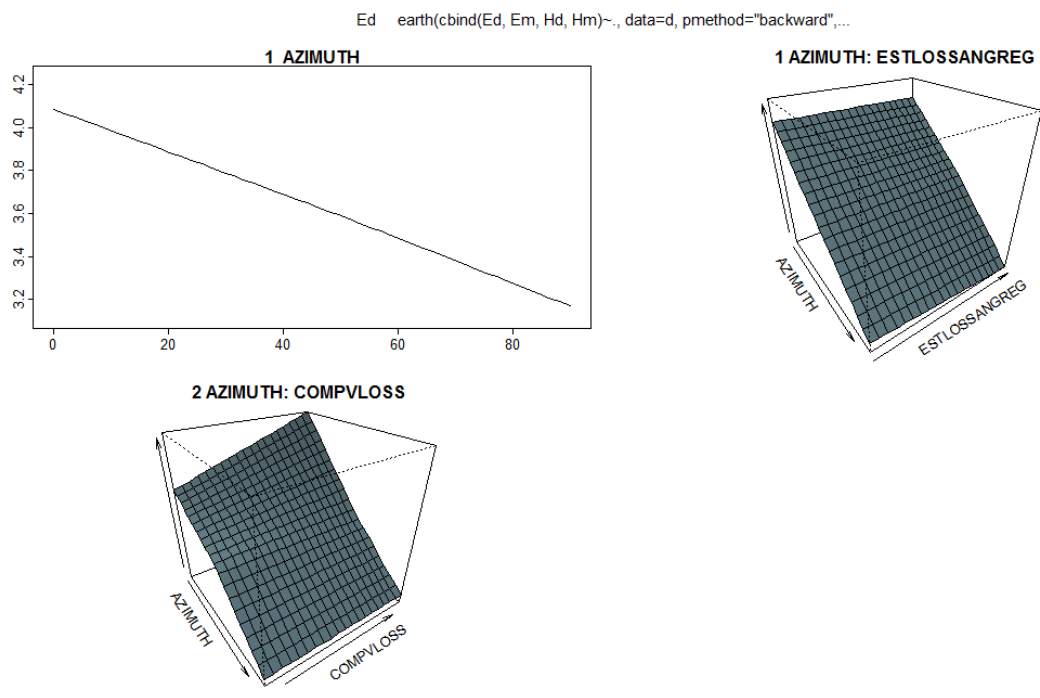 Ed earth(cbind(Ed, Em, Hd, Hm)~., data=d, pmethod="backward",...
1 AZIMUTH
4.2
4.0
3.8
3.6
3.4
3.2
0 20 40 60 80
1 AZIMUTH: ESTLOSSANGREG
AZIMUTH
ESTLOSSANGREG
2 AZIMUTH: COMPVLOSS
AZIMUTH
COMPVLOSS